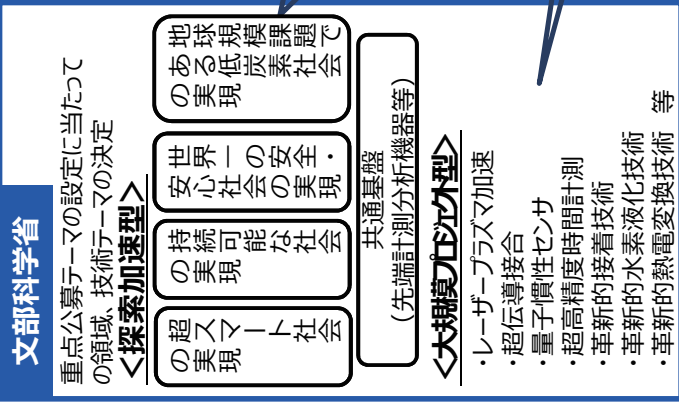 文部科学省
重点公募テーマの設定に当たって
の領域、技術テーマの決定
<探索加速型>
超スマート社会
の実現
持続可能な社会
の実現
世界一の安全・
安心社会の実現
地球規模課題で
ある低炭素社会
の実現
共通基盤
(先端計測分析機器等)
<大規模プロジェクト型>
・レーザープラズマ加速
・超伝導接合
・量子慣性センサ
・超高精度時間計測
・革新的接着技術
・革新的水素液化技術
・革新的熱電変換技術 等